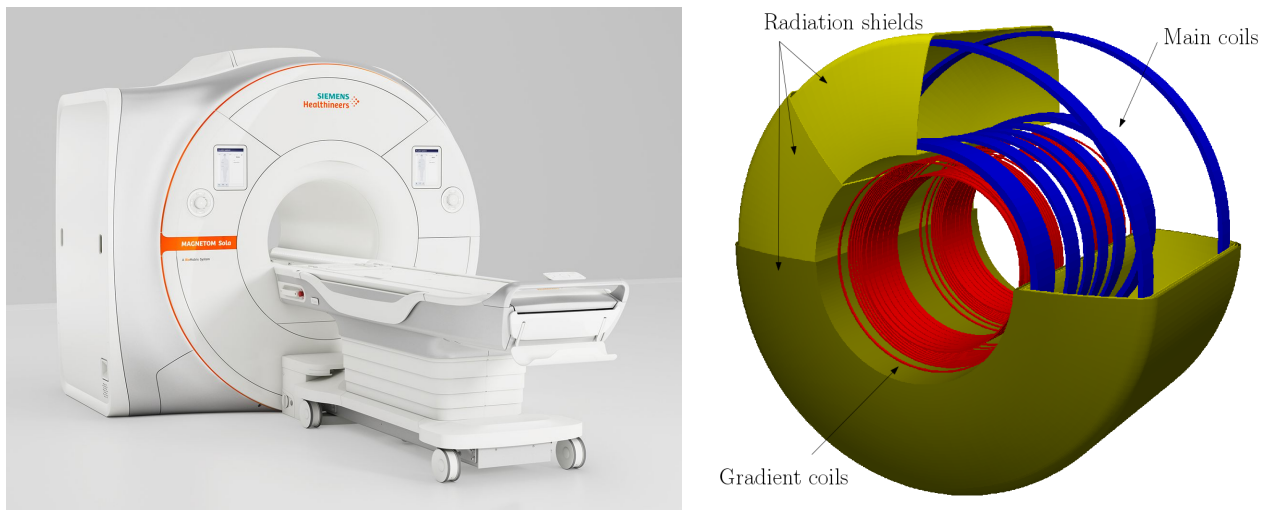 SIEMENS
Healthineers
MAGNETOM Sola
Radiation shields
Main coils
Gradient coils